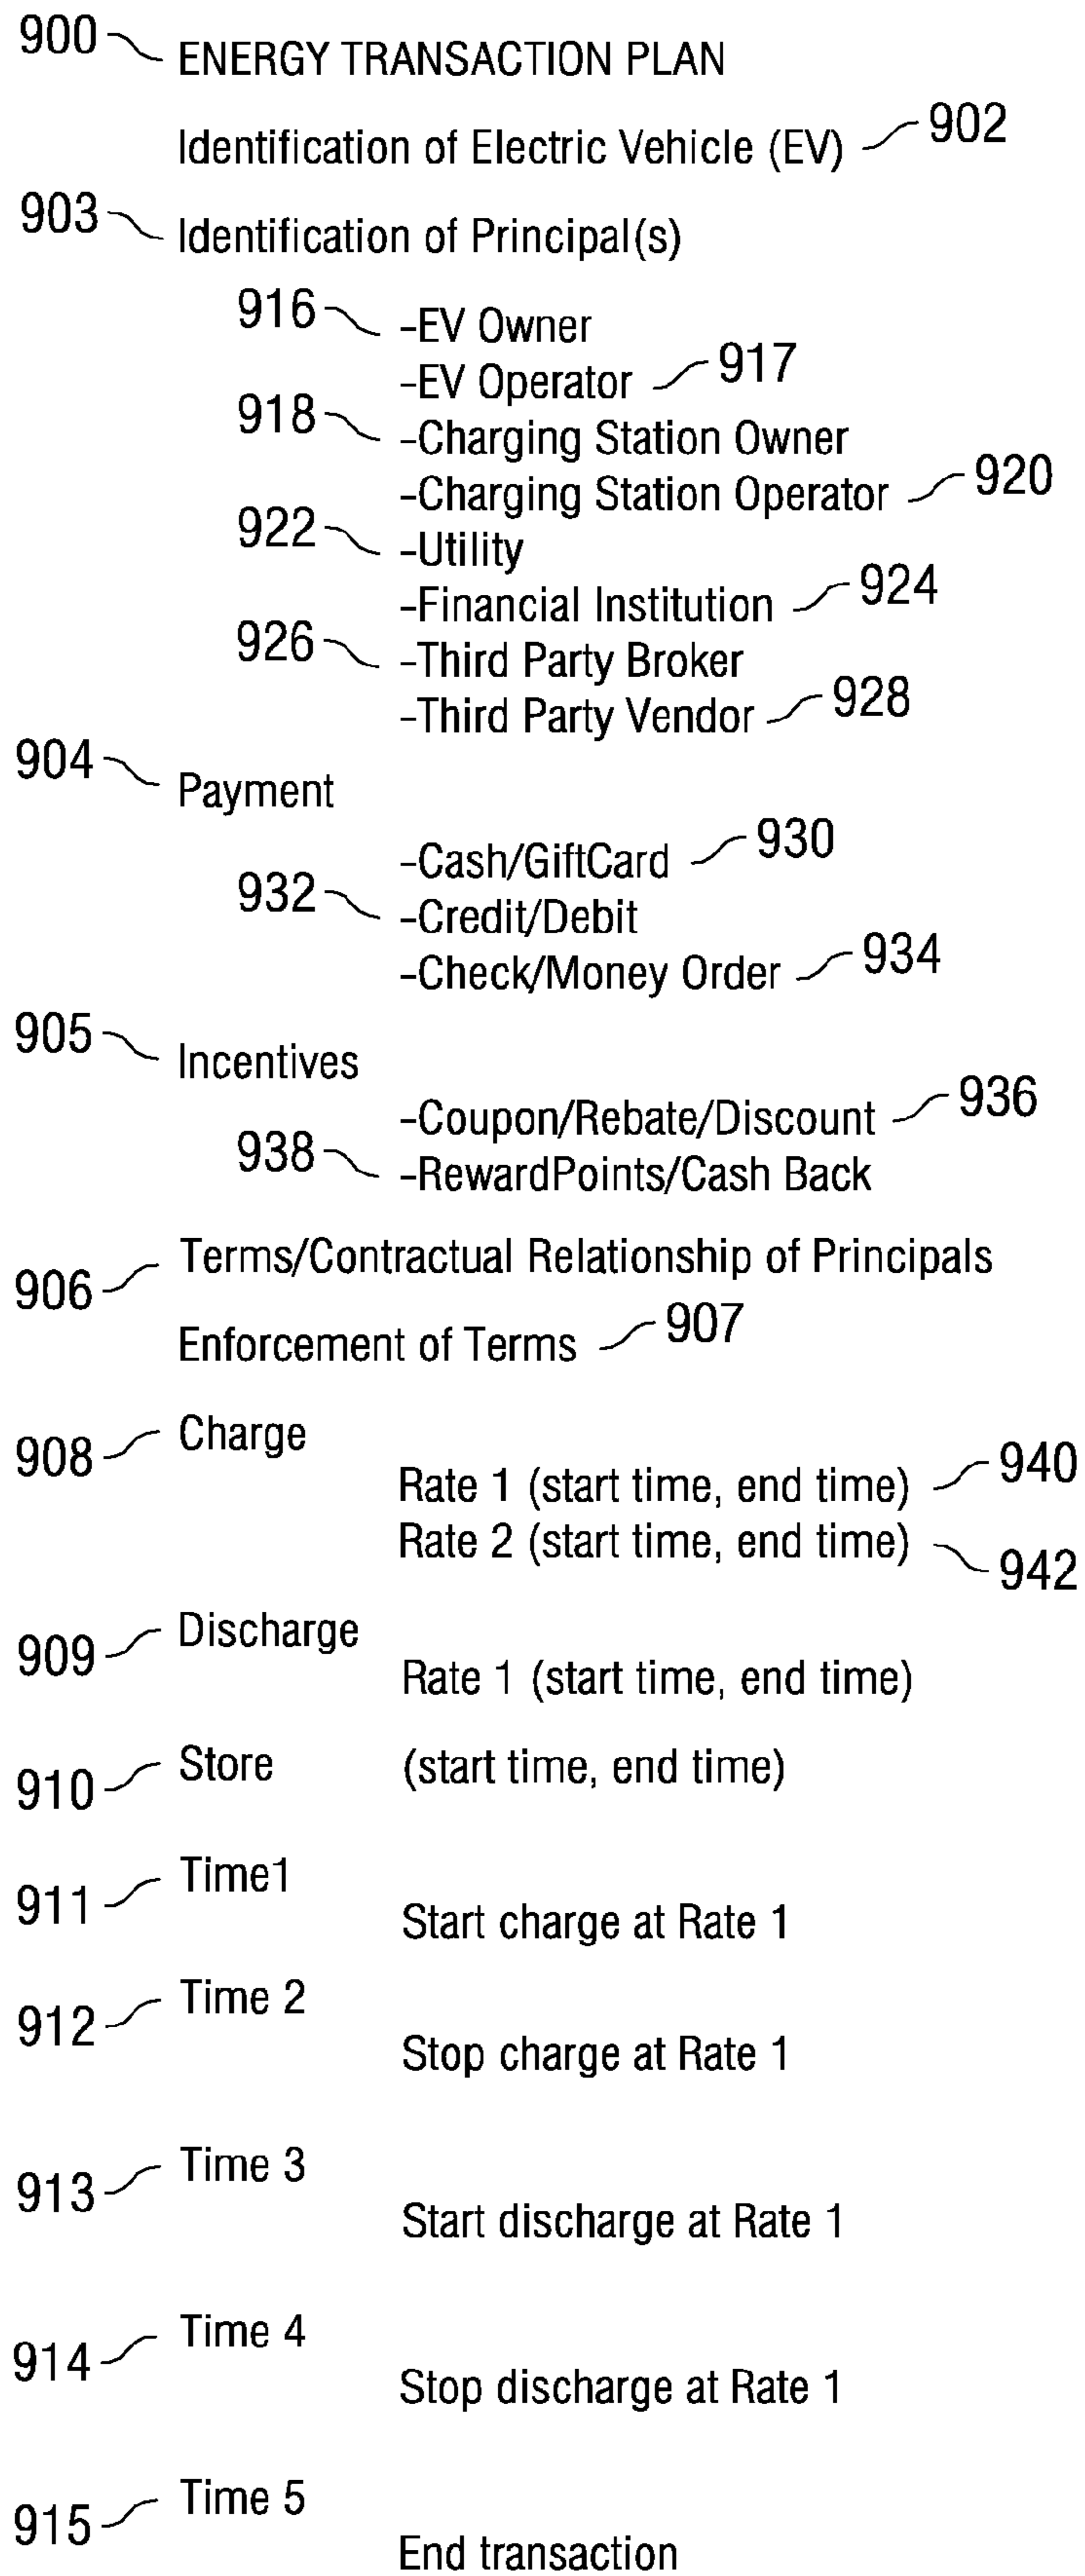 900 ENERGY TRANSACTION PLAN
Identification of Electric Vehicle (EV) 902
903 Identification of Principal(s)
916 -EV Owner
-EV Operator 917
918 -Charging Station Owner
-Charging Station Operator 920
922 -Utility
-Financial Institution 924
926 -Third Party Broker
-Third Party Vendor 928
904 Payment
-Cash/GiftCard 930
932 -Credit/Debit
-Check/Money Order 934
905 Incentives
-Coupon/Rebate/Discount 936
938 -RewardPoints/Cash Back
906 Terms/Contractual Relationship of Principals
Enforcement of Terms 907
908 Charge
Rate 1 (start time, end time) 940
Rate 2 (start time, end time) 942
909 Discharge
Rate 1 (start time, end time)
910 Store (start time, end time)
911 Time1
Start charge at Rate 1
912 Time 2
Stop charge at Rate 1
913 Time 3
Start discharge at Rate 1
914 Time 4
Stop discharge at Rate 1
915 Time 5
End transaction